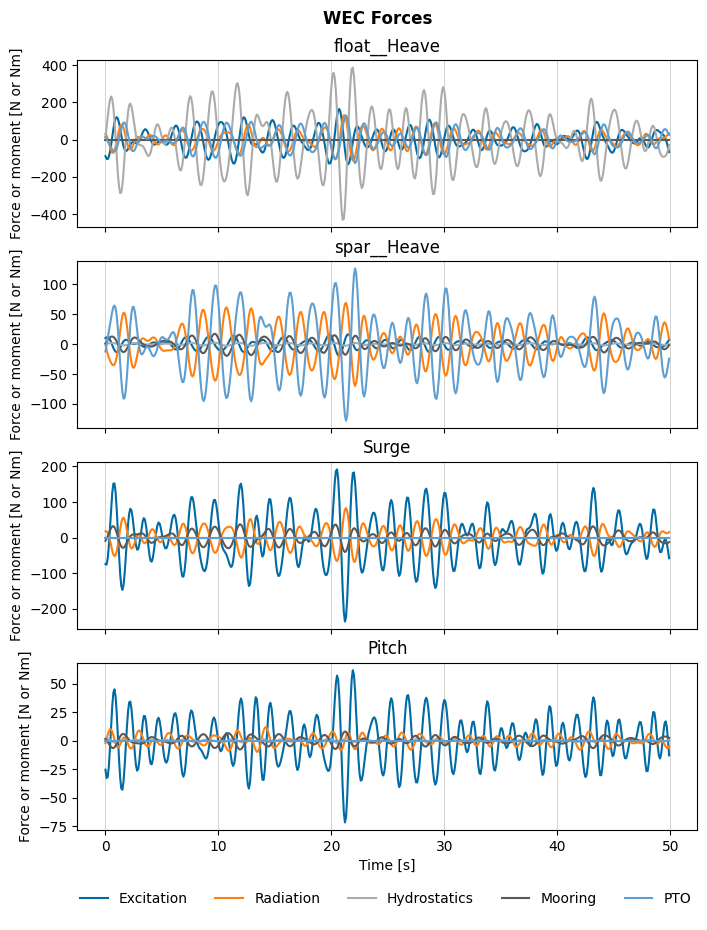 WEC Forces
float__Heave
Force or moment [N or Nm]
400
200
0
−200
−400
spar__Heave
Force or moment [N or Nm]
100
50
0
−50
−100
Surge
Force or moment [N or Nm]
200
100
0
−100
−200
Pitch
Force or moment [N or Nm]
50
25
0
−25
−50
−75
0 10 20 30 40 50
Time [s]
Excitation Radiation Hydrostatics Mooring PTO